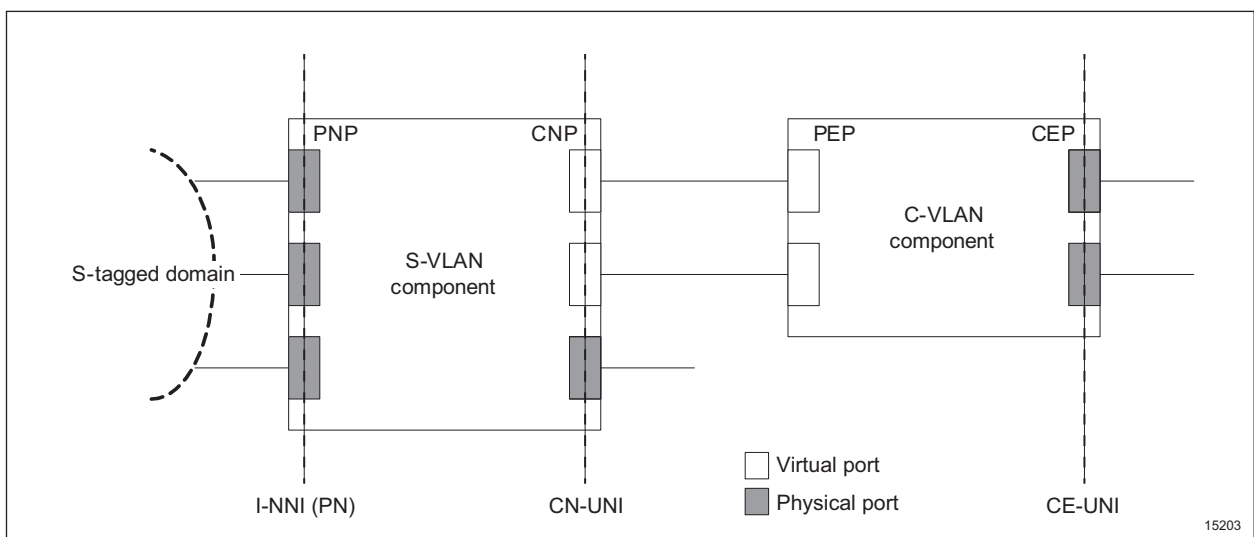 PNP
CNP
PEP
CEP
S-tagged domain
S-VLAN
component
C-VLAN
component
Virtual port
Physical port
I-NNI (PN)
CN-UNI
CE-UNI
15203